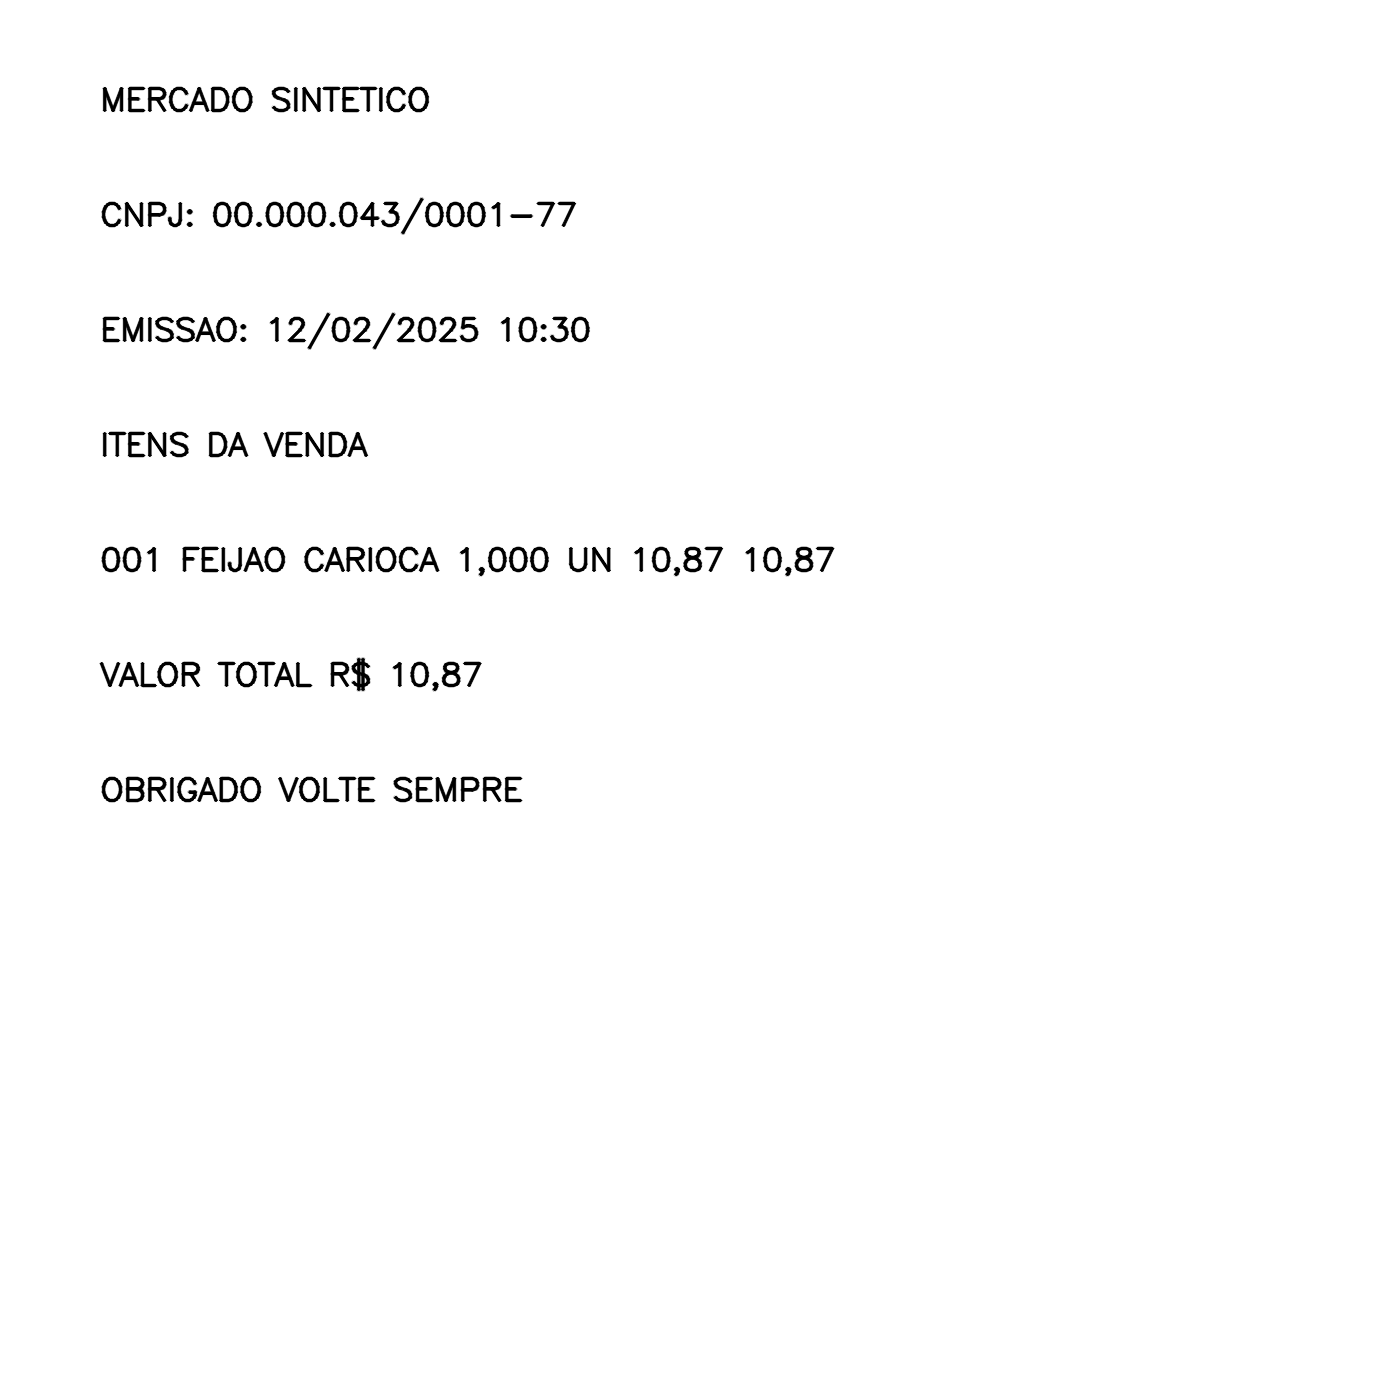 MERCADO SINTETICO
CNPJ: 00.000.043/0001-77
EMISSAO: 12/02/2025 10:30
ITENS DA VENDA
001 FEIJAO CARIOCA 1,000 UN 10,87 10,87
VALOR TOTAL R$ 10,87
OBRIGADO VOLTE SEMPRE